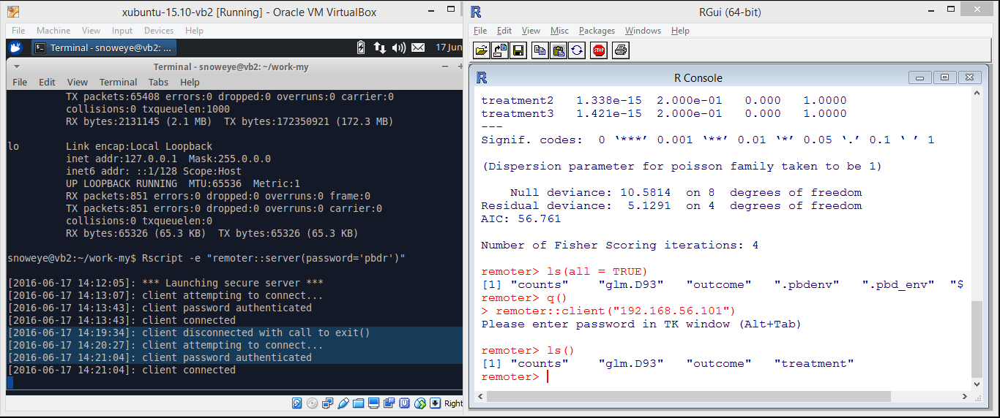 xubuntu-15.10-vb2 [Running] - Oracle VM VirtualBox
File Machine View Input Devices Help
Terminal - snoweye@vb2: ...
17 Jun
Terminal - snoweye@vb2: ~/work-my
File Edit View Terminal Tabs Help
TX packets:65408 errors:0 dropped:0 overruns:0 carrier:0
collisions:0 txqueuelen:1000
RX bytes:2131145 (2.1 MB)  TX bytes:172350921 (172.3 MB)
lo        Link encap:Local Loopback
inet addr:127.0.0.1  Mask:255.0.0.0
inet6 addr: ::1/128 Scope:Host
UP LOOPBACK RUNNING  MTU:65536  Metric:1
RX packets:851 errors:0 dropped:0 overruns:0 frame:0
TX packets:851 errors:0 dropped:0 overruns:0 carrier:0
collisions:0 txqueuelen:0
RX bytes:65326 (65.3 KB)  TX bytes:65326 (65.3 KB)
snoweye@vb2:~/work-my$ Rscript -e "remoter::server(password='pbdr')"
[2016-06-17 14:12:05]: *** Launching secure server ***
[2016-06-17 14:13:07]: client attempting to connect...
[2016-06-17 14:13:43]: client password authenticated
[2016-06-17 14:13:43]: client connected
[2016-06-17 14:19:34]: client disconnected with call to exit()
[2016-06-17 14:20:27]: client attempting to connect...
[2016-06-17 14:21:04]: client password authenticated
[2016-06-17 14:21:04]: client connected
Right
RGui (64-bit)
File Edit View Misc Packages Windows Help
STOP
R Console
treatment2   1.338e-15  2.000e-01   0.000   1.0000
treatment3   1.421e-15  2.000e-01   0.000   1.0000
---
Signif. codes:  0 ‘***’ 0.001 ‘**’ 0.01 ‘*’ 0.05 ‘.’ 0.1 ‘ ’ 1
(Dispersion parameter for poisson family taken to be 1)
Null deviance: 10.5814  on 8  degrees of freedom
Residual deviance:  5.1291  on 4  degrees of freedom
AIC: 56.761
Number of Fisher Scoring iterations: 4
remoter> ls(all = TRUE)
[1] "counts"    "glm.D93"   "outcome"   ".pbdenv"   ".pbd_env"  "$
remoter> q()
> remoter::client("192.168.56.101")
Please enter password in TK window (Alt+Tab)
remoter> ls()
[1] "counts"    "glm.D93"   "outcome"   "treatment"
remoter>